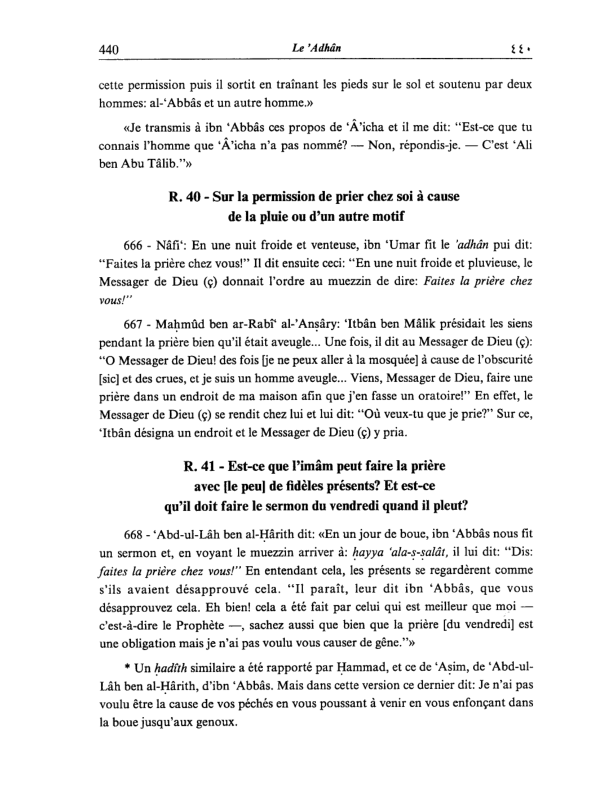 440 Le ’Adhân ٤٤٠
cette permission puis il sortit en traînant les pieds sur le sol et soutenu par deux
hommes: al-‘Abbâs et un autre homme.»
«Je transmis à ibn ‘Abbâs ces propos de ‘Â’icha et il me dit: “Est-ce que tu
connais l’homme que ‘Â’icha n’a pas nommé? — Non, répondis-je. — C’est ‘Ali
ben Abu Tâlib.”»
R. 40 - Sur la permission de prier chez soi à cause
de la pluie ou d’un autre motif
666 - Nâfi‘: En une nuit froide et venteuse, ibn ‘Umar fit le ’adhân pui dit:
“Faites la prière chez vous!” Il dit ensuite ceci: “En une nuit froide et pluvieuse, le
Messager de Dieu (ç) donnait l’ordre au muezzin de dire: Faites la prière chez
vous!”
667 - Maḥmûd ben ar-Rabî‘ al-’Anṣâry: ‘Itbân ben Mâlik présidait les siens
pendant la prière bien qu’il était aveugle... Une fois, il dit au Messager de Dieu (ç):
“O Messager de Dieu! des fois [je ne peux aller à la mosquée] à cause de l’obscurité
[sic] et des crues, et je suis un homme aveugle... Viens, Messager de Dieu, faire une
prière dans un endroit de ma maison afin que j’en fasse un oratoire!” En effet, le
Messager de Dieu (ç) se rendit chez lui et lui dit: “Où veux-tu que je prie?” Sur ce,
‘Itbân désigna un endroit et le Messager de Dieu (ç) y pria.
R. 41 - Est-ce que l’imâm peut faire la prière
avec [le peu] de fidèles présents? Et est-ce
qu’il doit faire le sermon du vendredi quand il pleut?
668 - ‘Abd-ul-Lâh ben al-Ḥârith dit: «En un jour de boue, ibn ‘Abbâs nous fit
un sermon et, en voyant le muezzin arriver à: ḥayya ‘ala-ṣ-ṣalât, il lui dit: “Dis:
faites la prière chez vous!” En entendant cela, les présents se regardèrent comme
s’ils avaient désapprouvé cela. “Il paraît, leur dit ibn ‘Abbâs, que vous
désapprouvez cela. Eh bien! cela a été fait par celui qui est meilleur que moi —
c’est-à-dire le Prophète —, sachez aussi que bien que la prière [du vendredi] est
une obligation mais je n’ai pas voulu vous causer de gêne.”»
* Un ḥadîth similaire a été rapporté par Ḥammad, et ce de ‘Aṣim, de ‘Abd-ul-
Lâh ben al-Ḥârith, d’ibn ‘Abbâs. Mais dans cette version ce dernier dit: Je n’ai pas
voulu être la cause de vos péchés en vous poussant à venir en vous enfonçant dans
la boue jusqu’aux genoux.